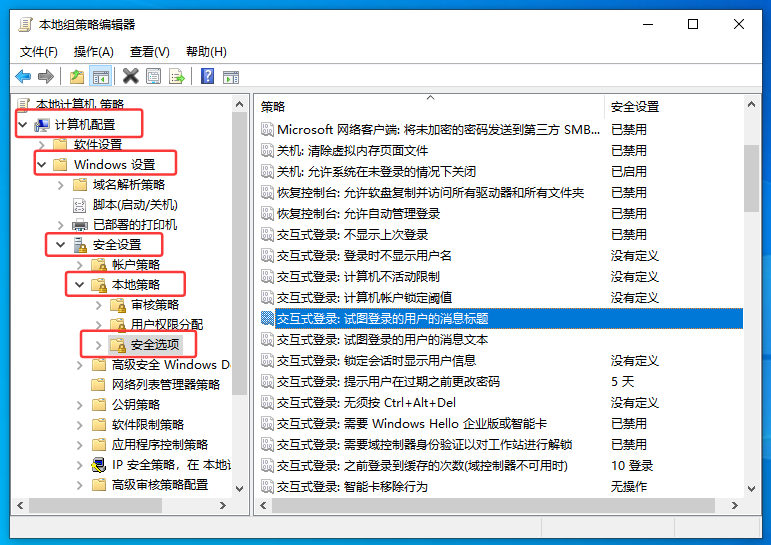 本地组策略编辑器
文件(F) 操作(A) 查看(V) 帮助(H)
本地计算机 策略
计算机配置
软件设置
Windows 设置
域名解析策略
脚本(启动/关机)
已部署的打印机
安全设置
帐户策略
本地策略
审核策略
用户权限分配
安全选项
高级安全 Windows De
网络列表管理器策略
公钥策略
软件限制策略
应用程序控制策略
IP 安全策略，在 本地计
高级审核策略配置
策略 安全设置
Microsoft 网络客户端: 将未加密的密码发送到第三方 SMB... 已禁用
关机: 清除虚拟内存页面文件 已禁用
关机: 允许系统在未登录的情况下关闭 已启用
恢复控制台: 允许软盘复制并访问所有驱动器和所有文件夹 已禁用
恢复控制台: 允许自动管理登录 已禁用
交互式登录: 不显示上次登录 已禁用
交互式登录: 登录时不显示用户名 没有定义
交互式登录: 计算机不活动限制 没有定义
交互式登录: 计算机帐户锁定阈值 没有定义
交互式登录: 试图登录的用户的消息标题
交互式登录: 试图登录的用户的消息文本
交互式登录: 锁定会话时显示用户信息 没有定义
交互式登录: 提示用户在过期之前更改密码 5 天
交互式登录: 无须按 Ctrl+Alt+Del 没有定义
交互式登录: 需要 Windows Hello 企业版或智能卡 已禁用
交互式登录: 需要域控制器身份验证以对工作站进行解锁 已禁用
交互式登录: 之前登录到缓存的次数(域控制器不可用时) 10 登录
交互式登录: 智能卡移除行为 无操作